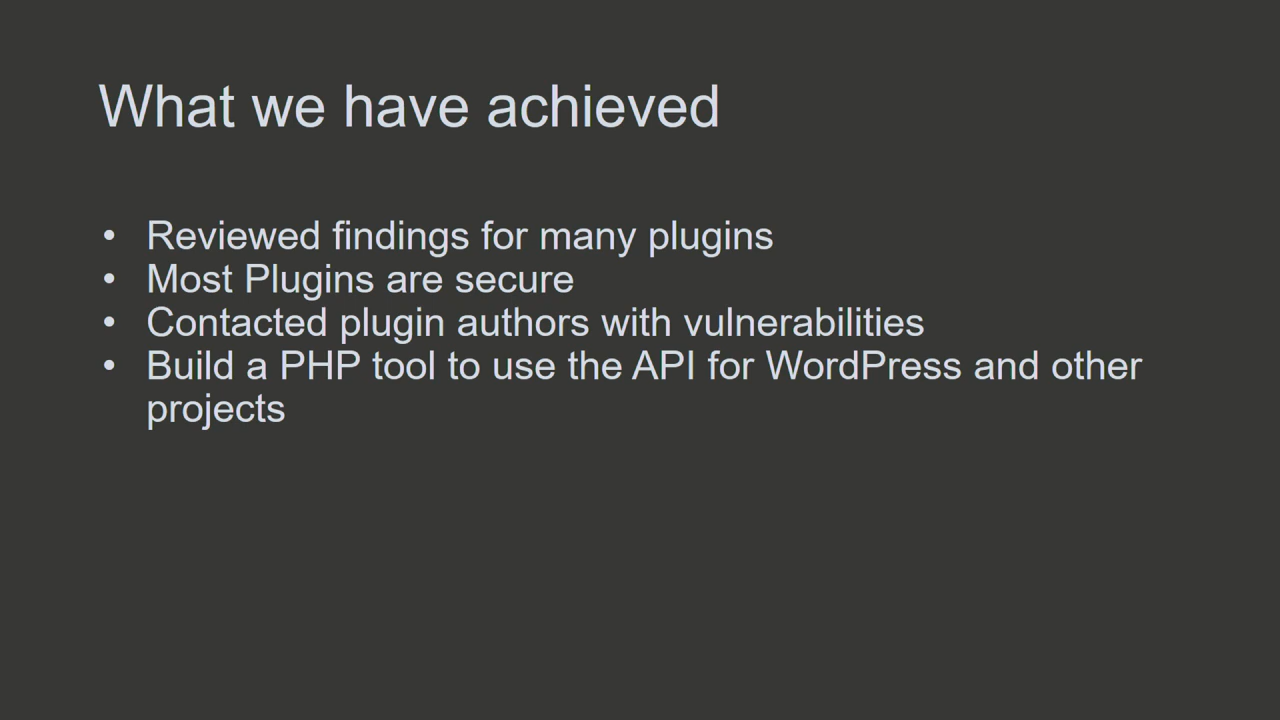 What we have achieved
• Reviewed findings for many plugins
• Most Plugins are secure
• Contacted plugin authors with vulnerabilities
• Build a PHP tool to use the API for WordPress and other
projects